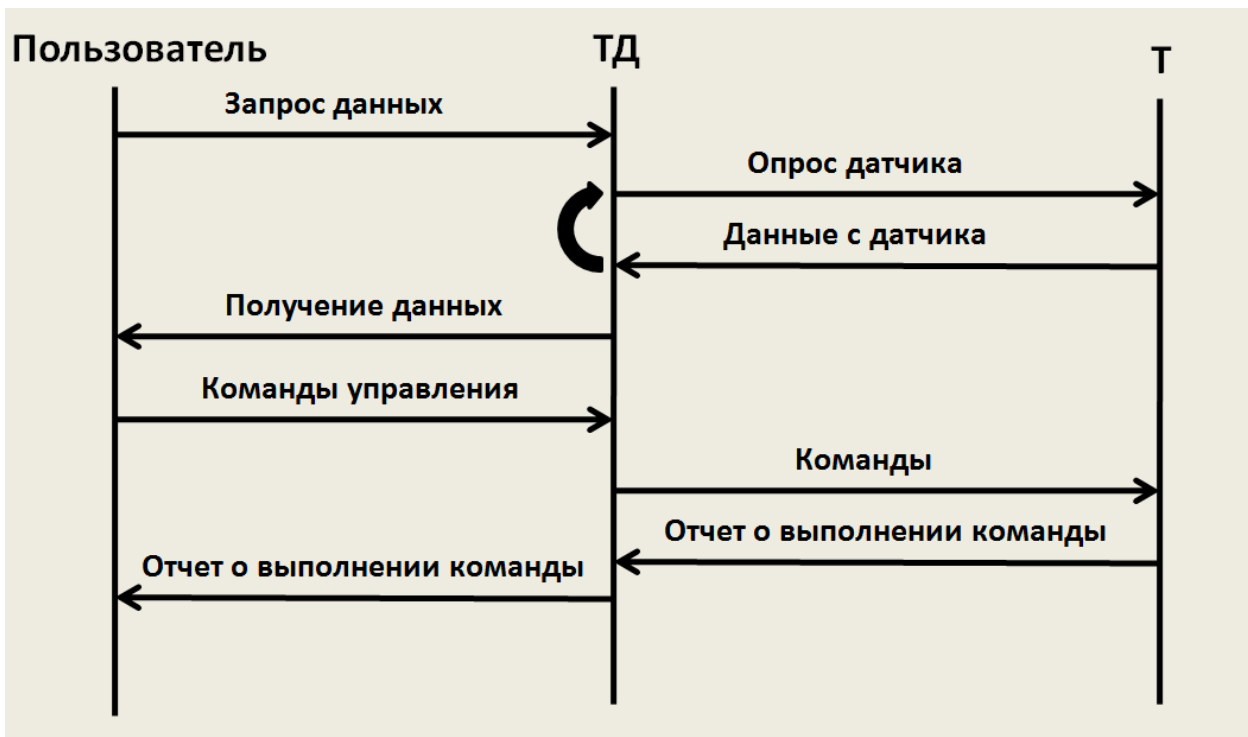 Пользователь
ТД
Т
Запрос данных
Опрос датчика
Данные с датчика
Получение данных
Команды управления
Команды
Отчет о выполнении команды
Отчет о выполнении команды